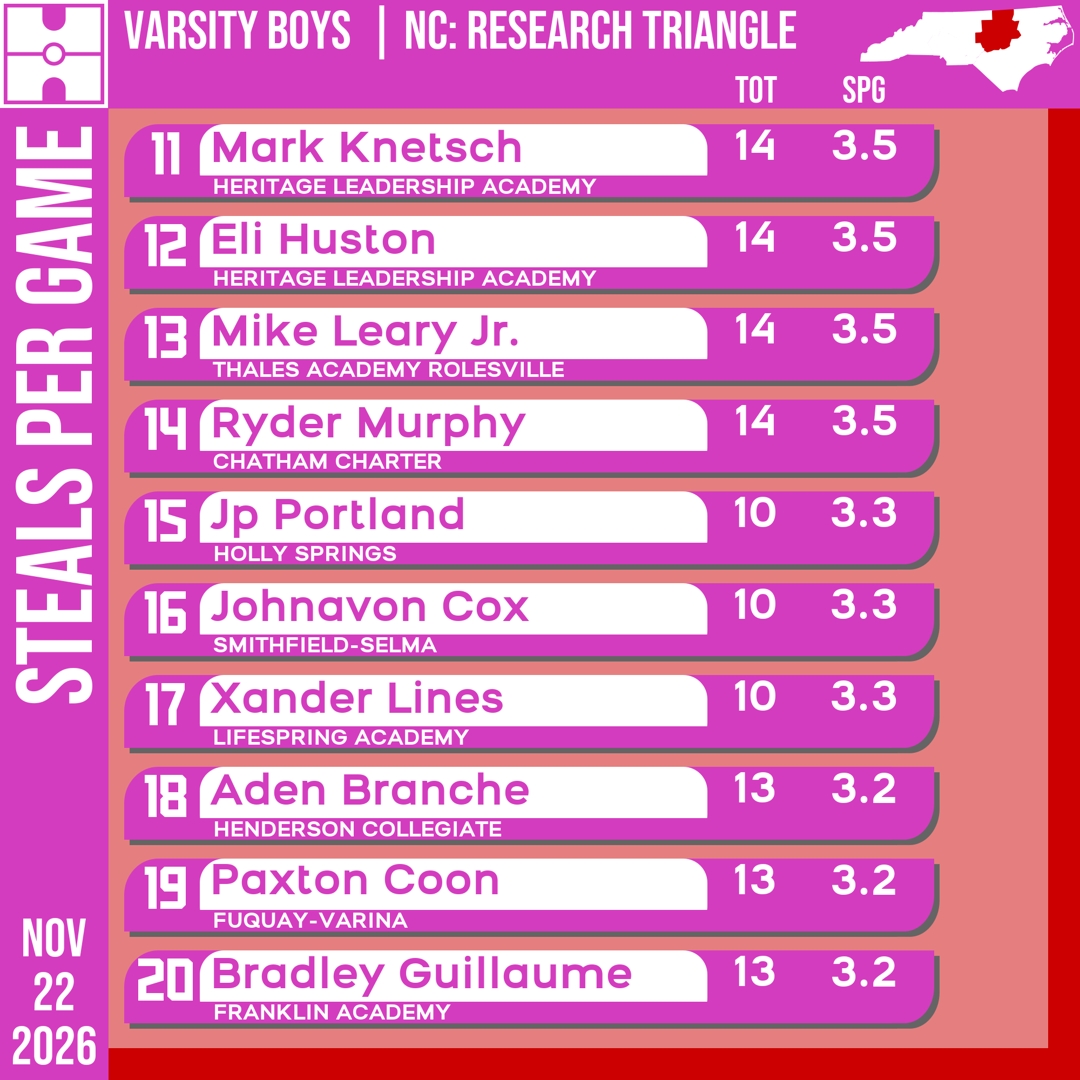 VARSITY BOYS | NC: RESEARCH TRIANGLE
TOT SPG
STEALS PER GAME
11 Mark Knetsch 14 3.5
HERITAGE LEADERSHIP ACADEMY
12 Eli Huston 14 3.5
HERITAGE LEADERSHIP ACADEMY
13 Mike Leary Jr. 14 3.5
THALES ACADEMY ROLESVILLE
14 Ryder Murphy 14 3.5
CHATHAM CHARTER
15 Jp Portland 10 3.3
HOLLY SPRINGS
16 Johnavon Cox 10 3.3
SMITHFIELD-SELMA
17 Xander Lines 10 3.3
LIFESPRING ACADEMY
18 Aden Branche 13 3.2
HENDERSON COLLEGIATE
19 Paxton Coon 13 3.2
FUQUAY-VARINA
20 Bradley Guillaume 13 3.2
FRANKLIN ACADEMY
NOV
22
2026